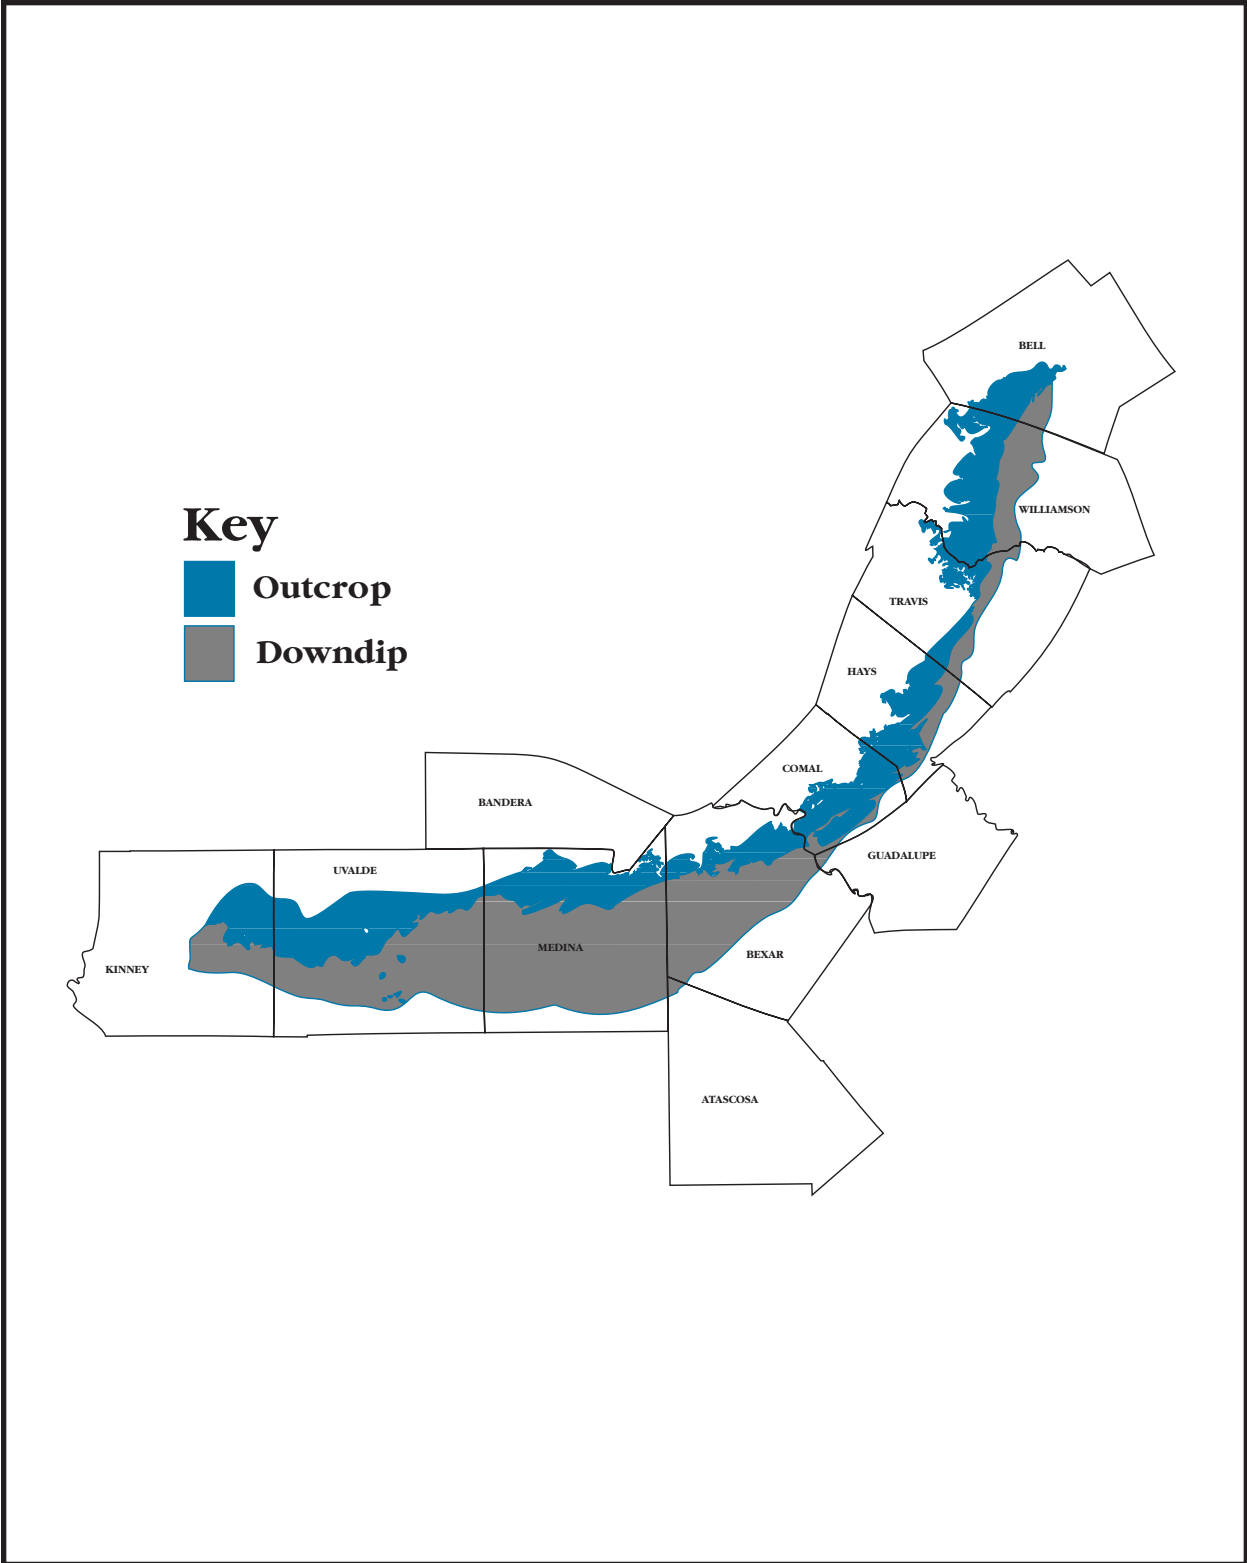 BELL
Key
WILLIAMSON
Outcrop
TRAVIS
Downdip
HAYS
COMAL
BANDERA
GUADALUPE
UVALDE
MEDINA
BEXAR
KINNEY
ATASCOSA